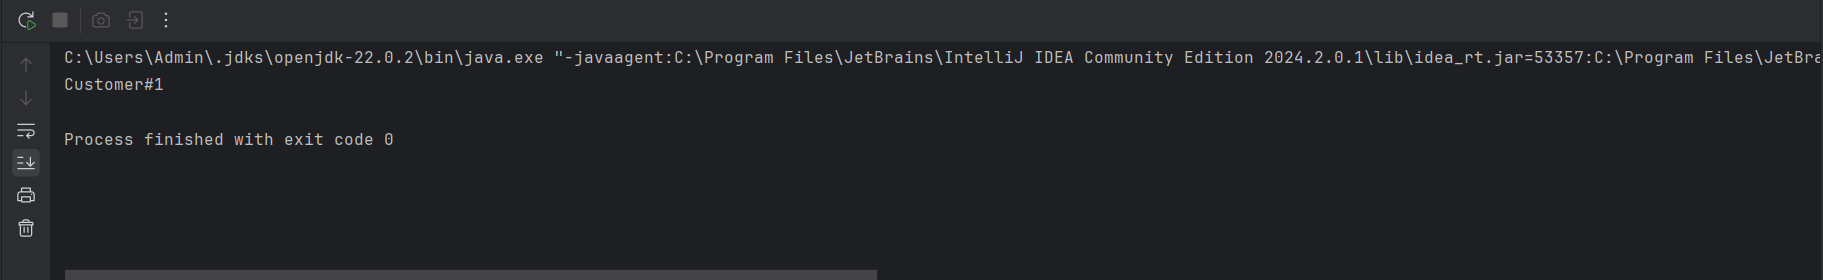 C:\Users\Admin\.jdks\openjdk-22.0.2\bin\java.exe "-javaagent:C:\Program Files\JetBrains\IntelliJ IDEA Community Edition 2024.2.0.1\lib\idea_rt.jar=53357:C:\Program Files\JetBra
Customer#1
Process finished with exit code 0